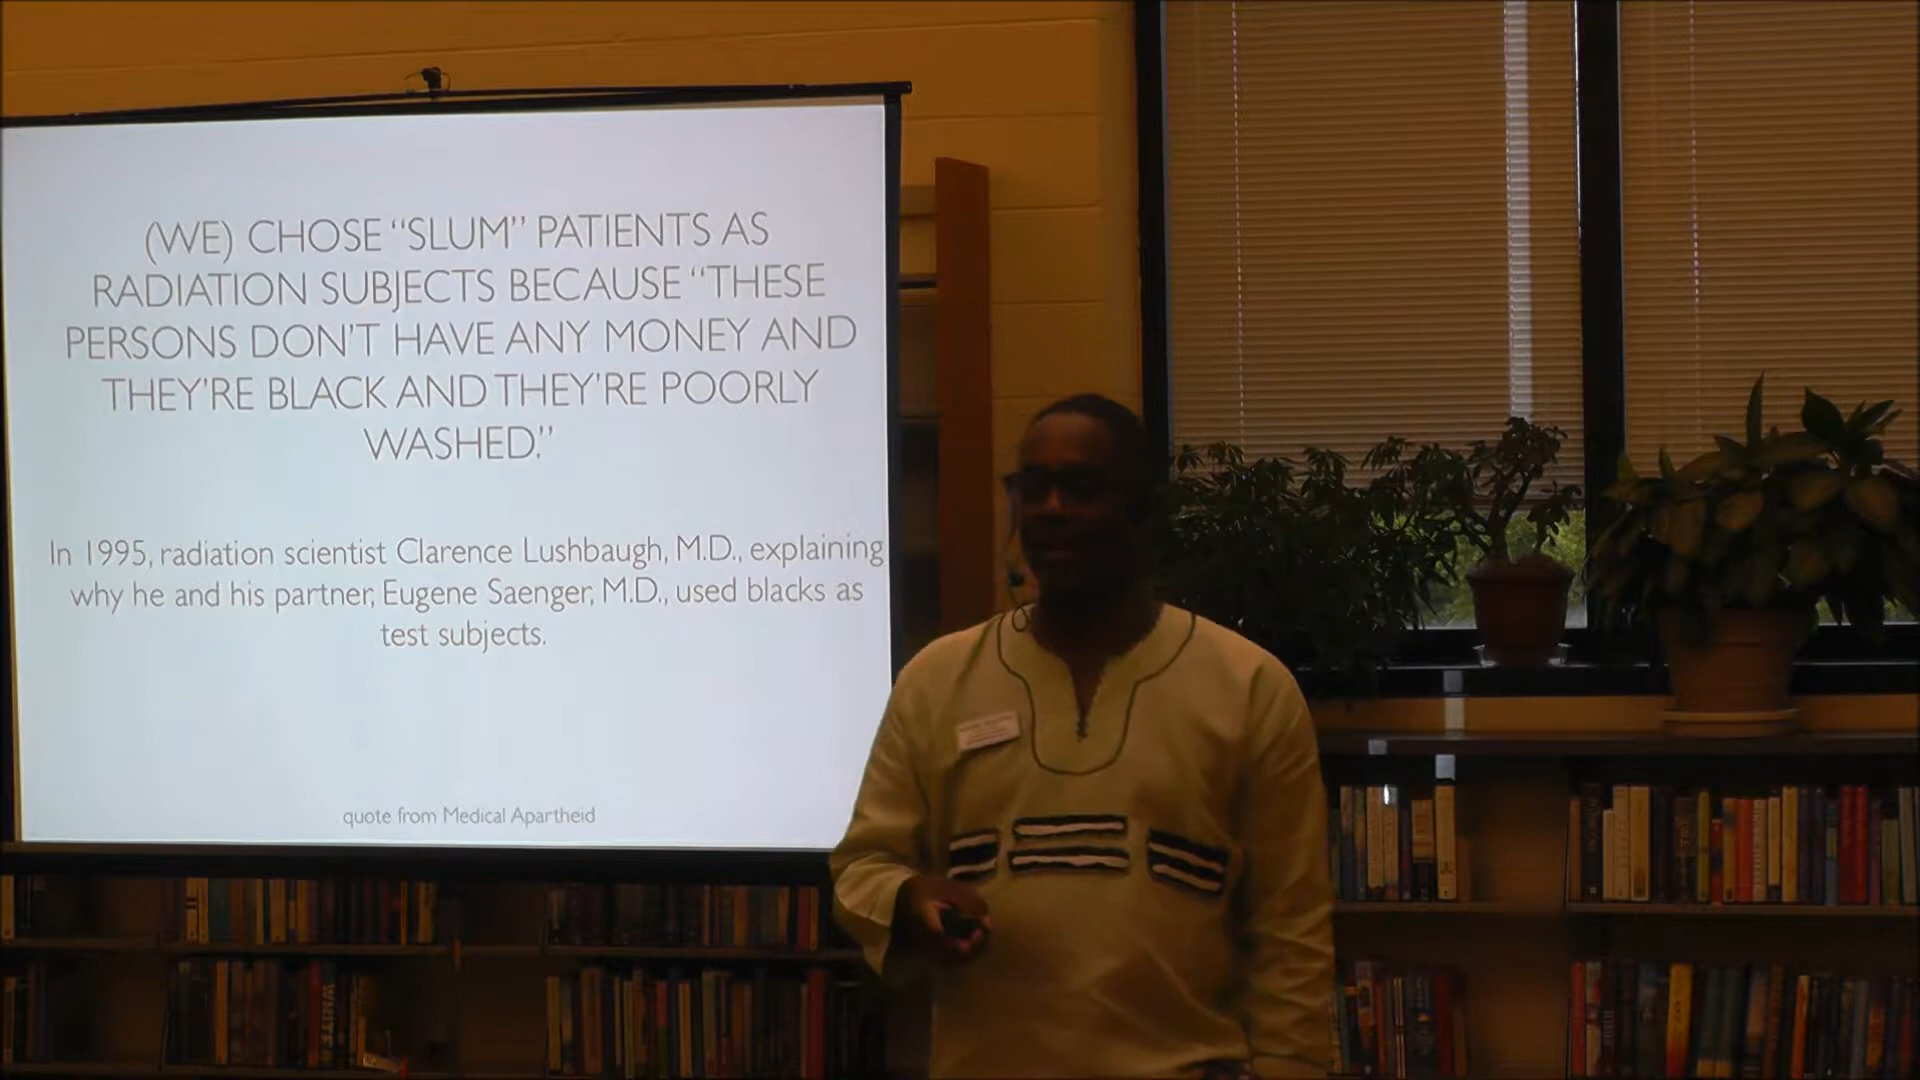 (WE) CHOSE “SLUM” PATIENTS AS
RADIATION SUBJECTS BECAUSE “THESE
PERSONS DON’T HAVE ANY MONEY AND
THEY’RE BLACK AND THEY’RE POORLY
WASHED.”
In 1995, radiation scientist Clarence Lushbaugh, M.D., explaining
why he and his partner, Eugene Saenger, M.D., used blacks as
test subjects.
quote from Medical Apartheid